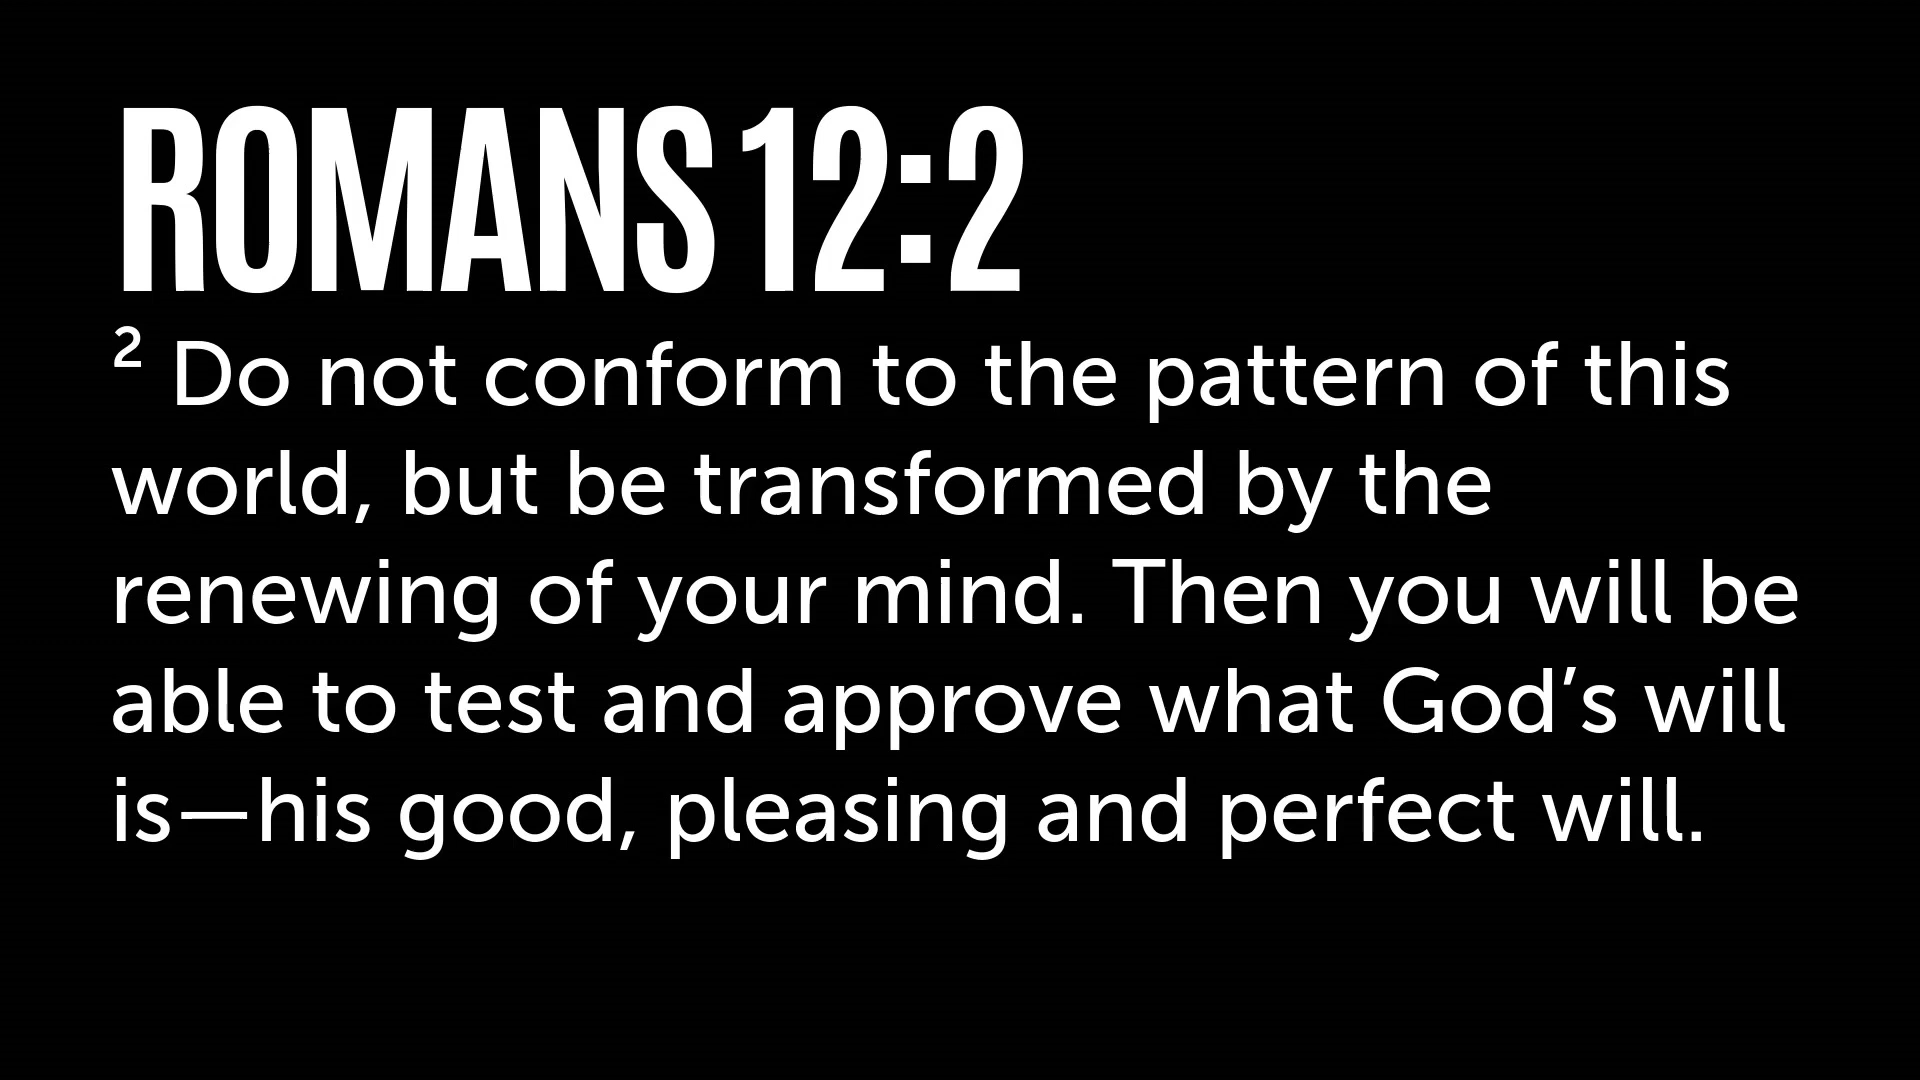 ROMANS 12:2
² Do not conform to the pattern of this
world, but be transformed by the
renewing of your mind. Then you will be
able to test and approve what God’s will
is—his good, pleasing and perfect will.